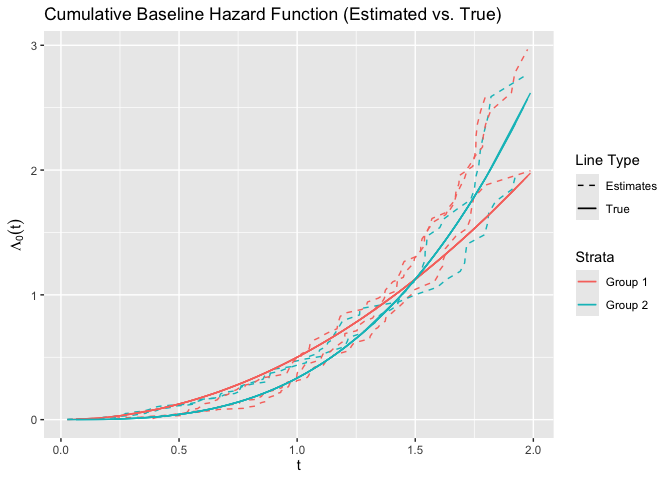 Cumulative Baseline Hazard Function (Estimated vs. True)
Λ₀(t)
3
2
1
0
0.0 0.5 1.0 1.5 2.0
t
Line Type
Estimates
True
Strata
Group 1
Group 2